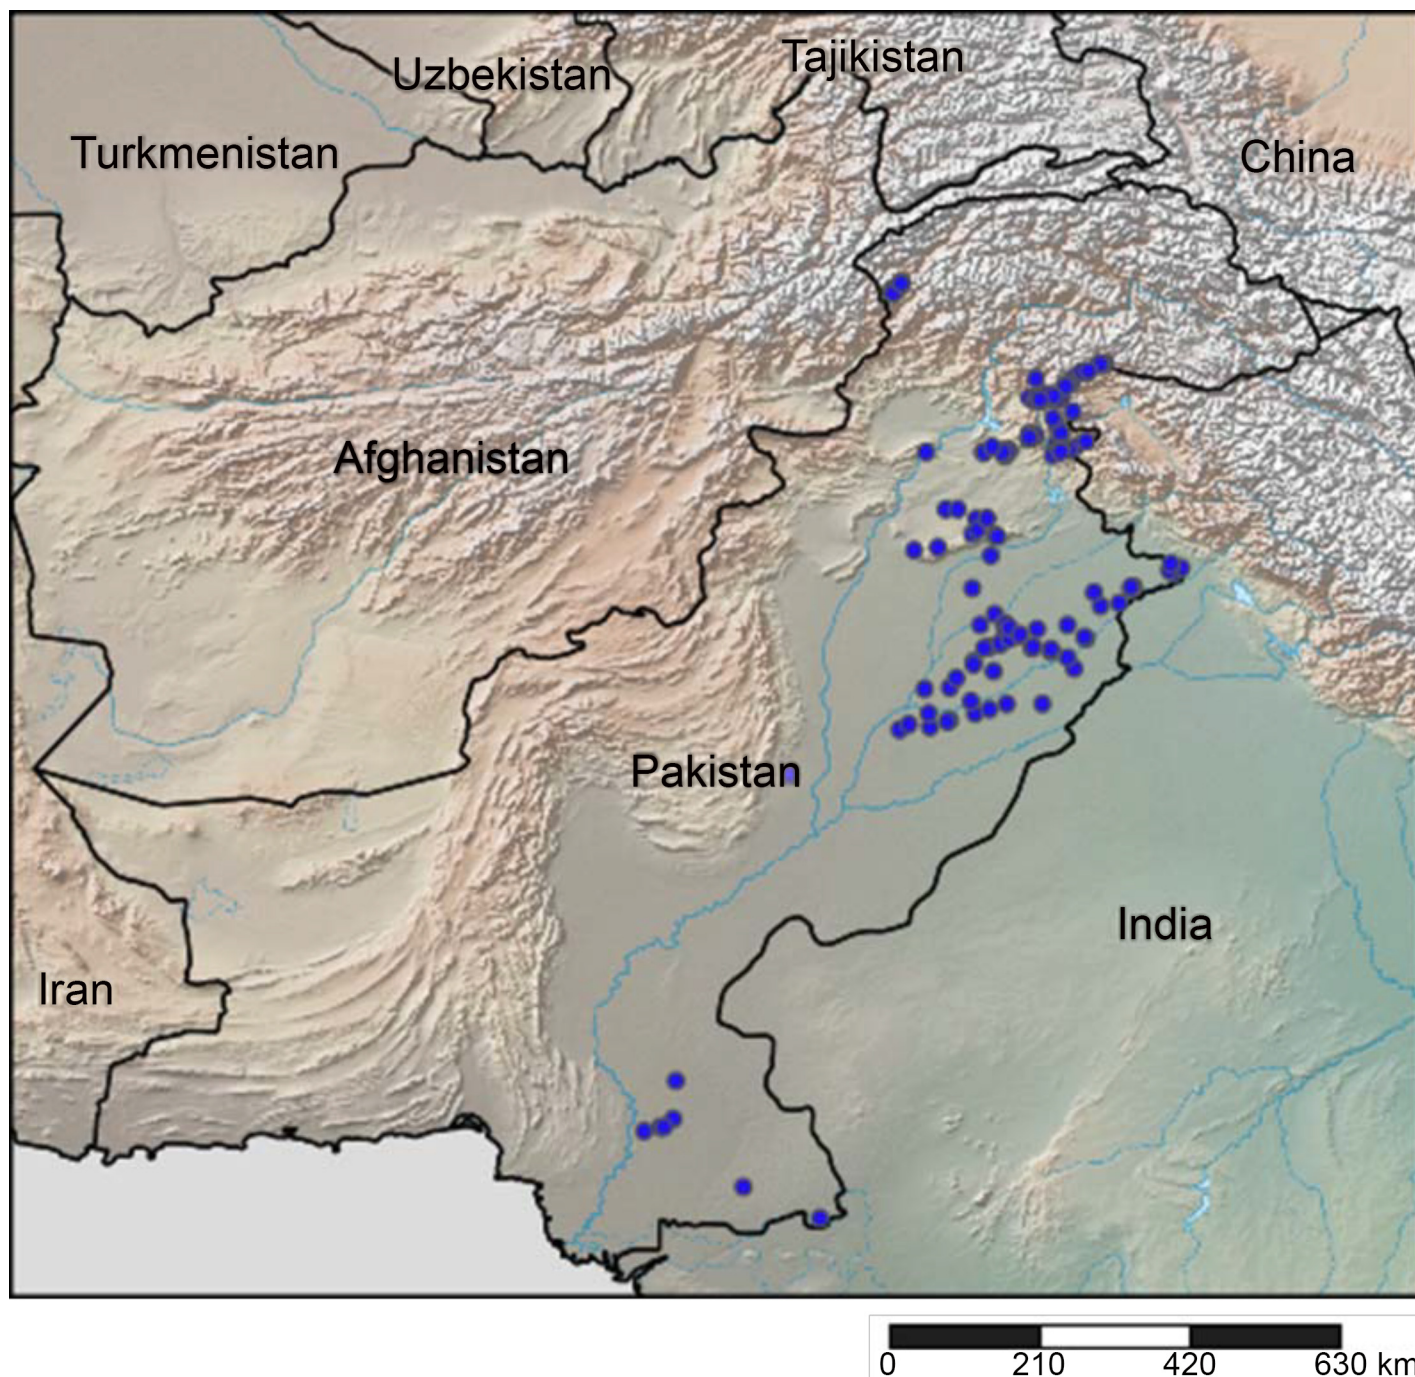 Tajikistan
Uzbekistan
Turkmenistan
China
Afghanistan
Pakistan
India
Iran
0 210 420 630 km